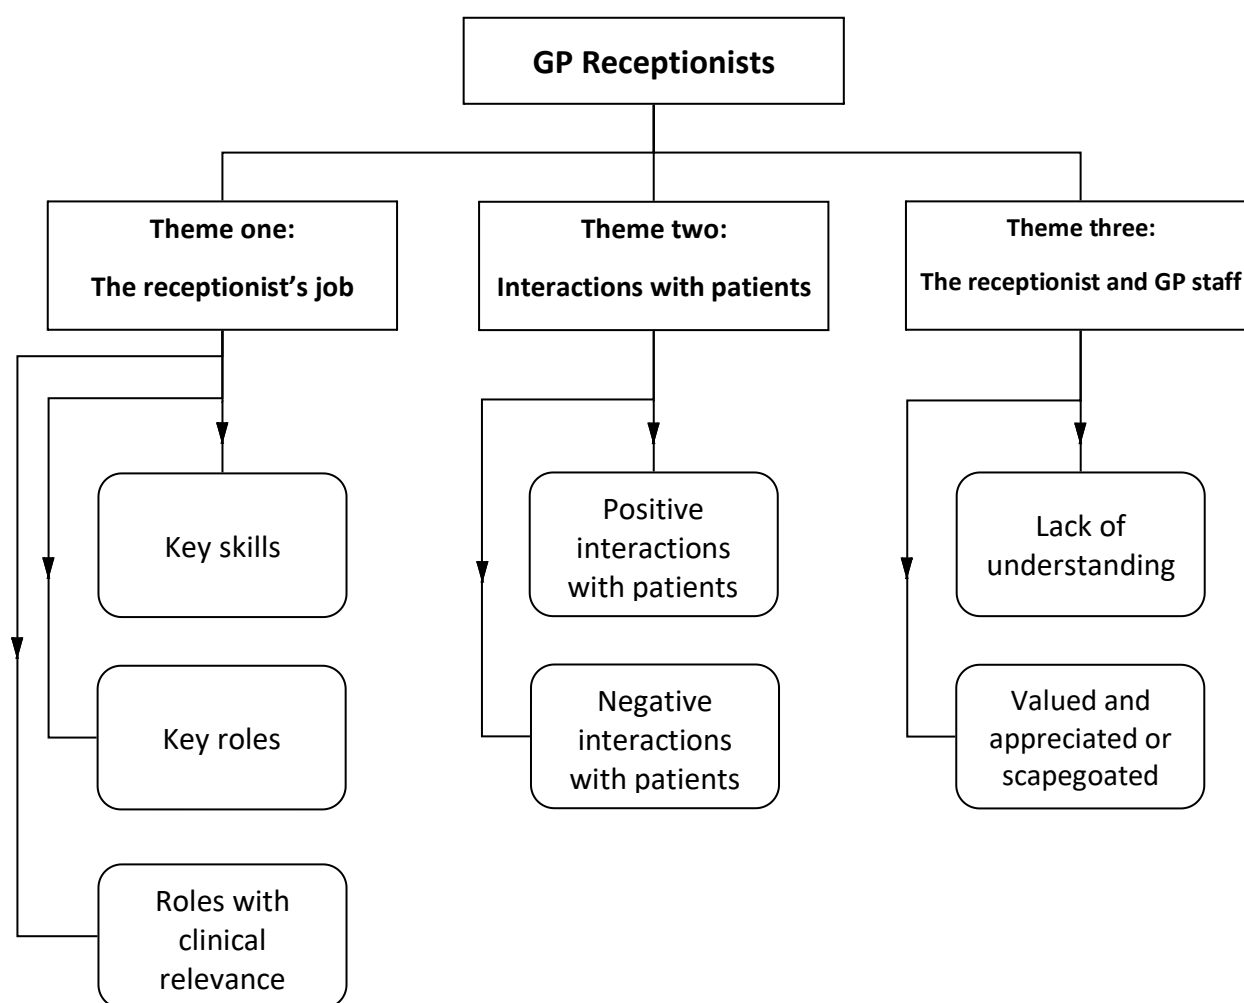 GP Receptionists
Theme one:
The receptionist’s job
Theme two:
Interactions with patients
Theme three:
The receptionist and GP staff
Key skills
Key roles
Roles with
clinical
relevance
Positive
interactions
with patients
Negative
interactions
with patients
Lack of
understanding
Valued and
appreciated or
scapegoated